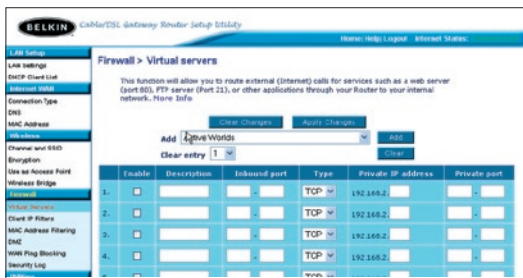 BELKIN
Cable/DSL Gateway Router Setup Utility
Home| Help| Logout Internet Status:
LAN Setup
LAN Settings
DHCP Client List
Internet WAN
Connection Type
DNS
MAC Address
Wireless
Channel and SSID
Encryption
Use as Access Point
Wireless Bridge
Firewall
Virtual Servers
Client IP Filters
MAC Address Filtering
DMZ
WAN Ping Blocking
Security Log
Utilities
Firewall > Virtual servers
This function will allow you to route external (Internet) calls for services such as a web server
(port 80), FTP server (Port 21), or other applications through your Router to your internal
network. More Info
Clear Changes Apply Changes
Add Active Worlds Add
Clear entry 1 Clear
Enable Description Inbound port Type Private IP address Private port
1. - TCP 192.168.2. -
2. - TCP 192.168.2. -
3. - TCP 192.168.2. -
4. - TCP 192.168.2. -
TCP